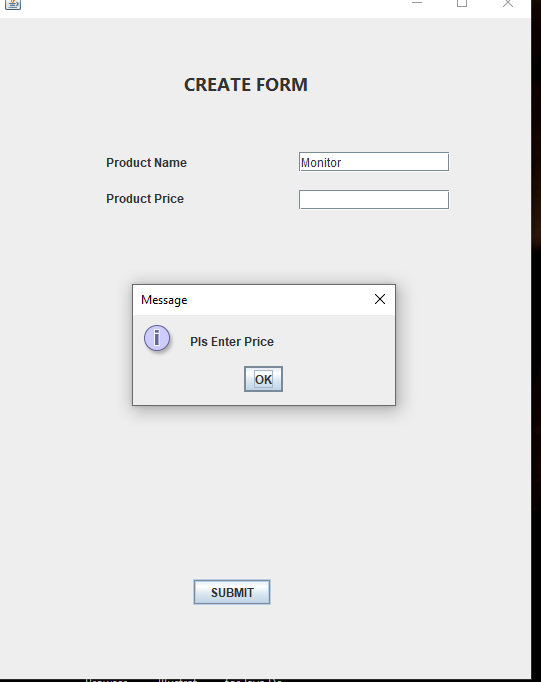 CREATE FORM
Product Name
Monitor
Product Price
Message
Pls Enter Price
OK
SUBMIT